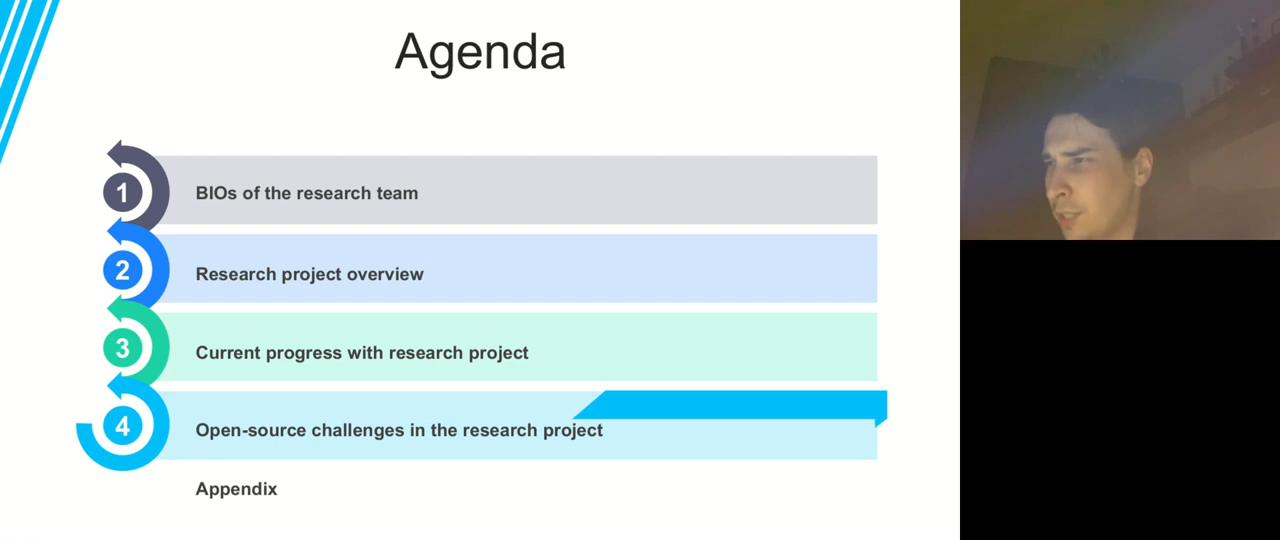 Agenda
1
BIOs of the research team
2
Research project overview
3
Current progress with research project
4
Open-source challenges in the research project
Appendix